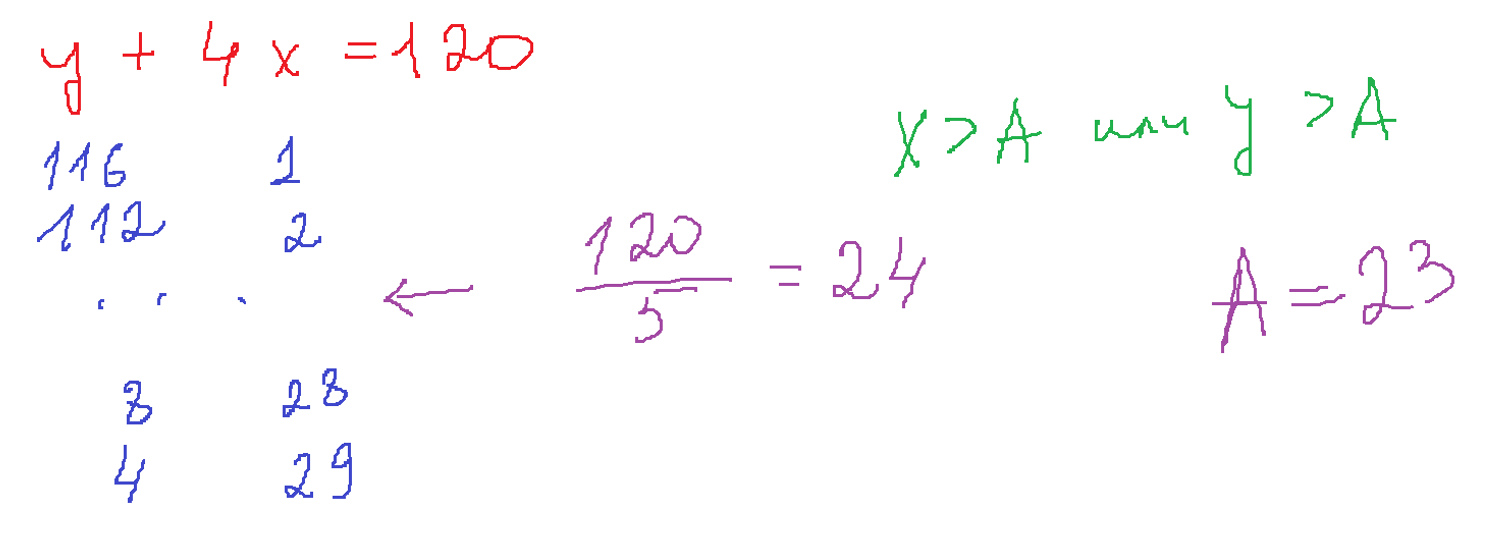 y + 4x = 120
x > A или y > A
116 1
112 2
. . .
← 120/5 = 24
A = 23
8 28
4 29